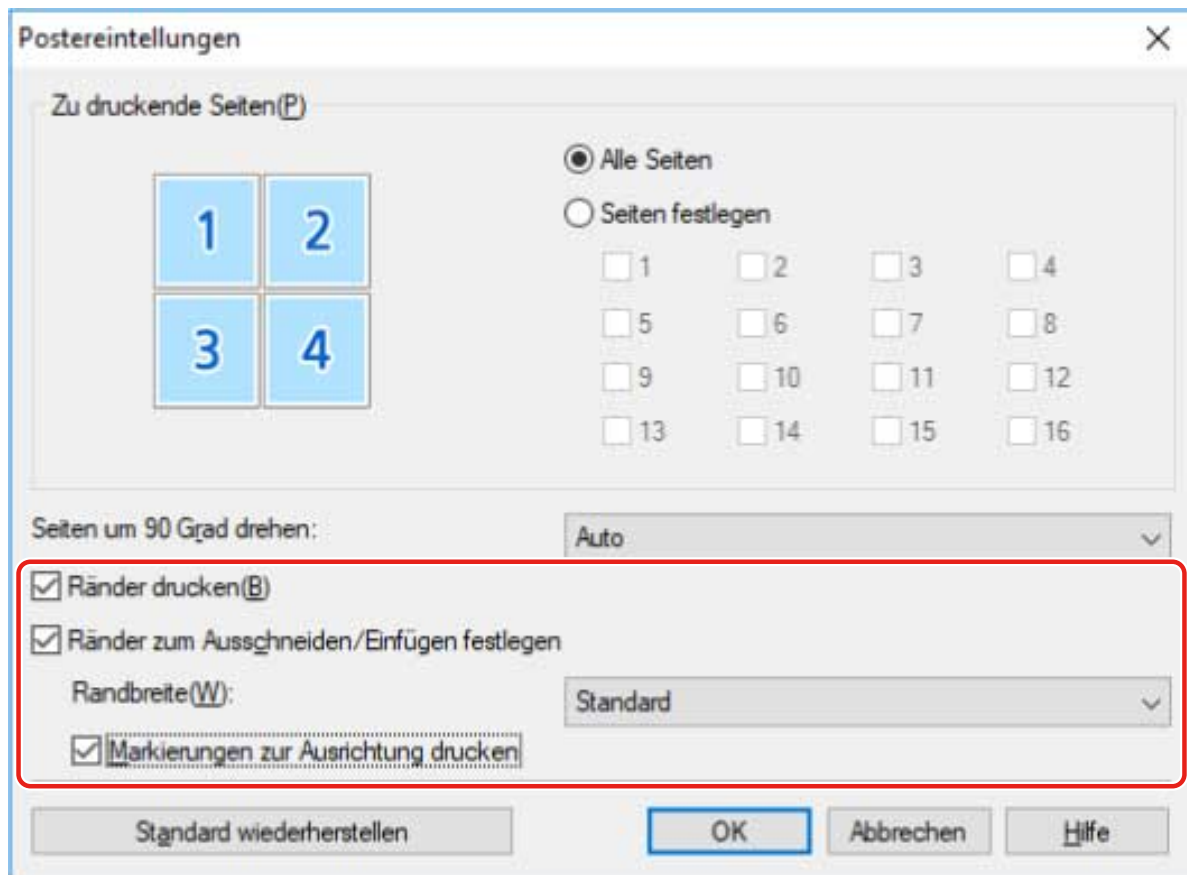 Postereintellungen
Zu druckende Seiten(P)
1 2
3 4
Alle Seiten
Seiten festlegen
1 2 3 4
5 6 7 8
9 10 11 12
13 14 15 16
Seiten um 90 Grad drehen: Auto
Ränder drucken(B)
Ränder zum Ausschneiden/Einfügen festlegen
Randbreite(W): Standard
Markierungen zur Ausrichtung drucken
Standard wiederherstellen OK Abbrechen Hilfe